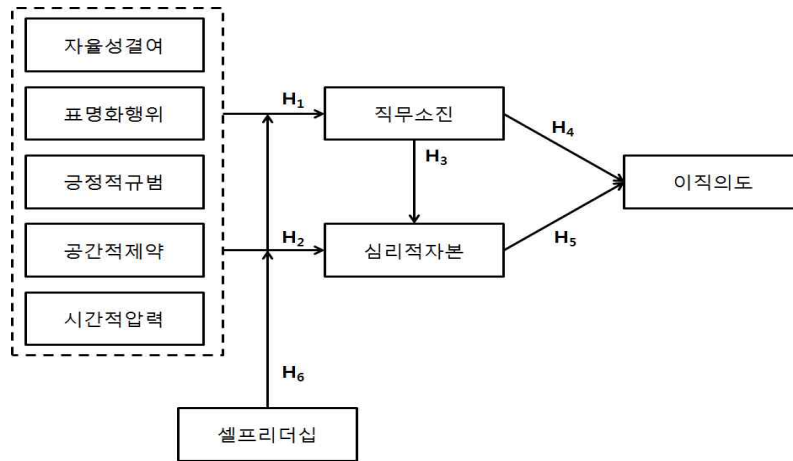 자율성결여
표명화행위
긍정적규범
공간적제약
시간적압력
H₁
직무소진
H₄
H₃
이직의도
H₂
심리적자본
H₅
H₆
셀프리더십